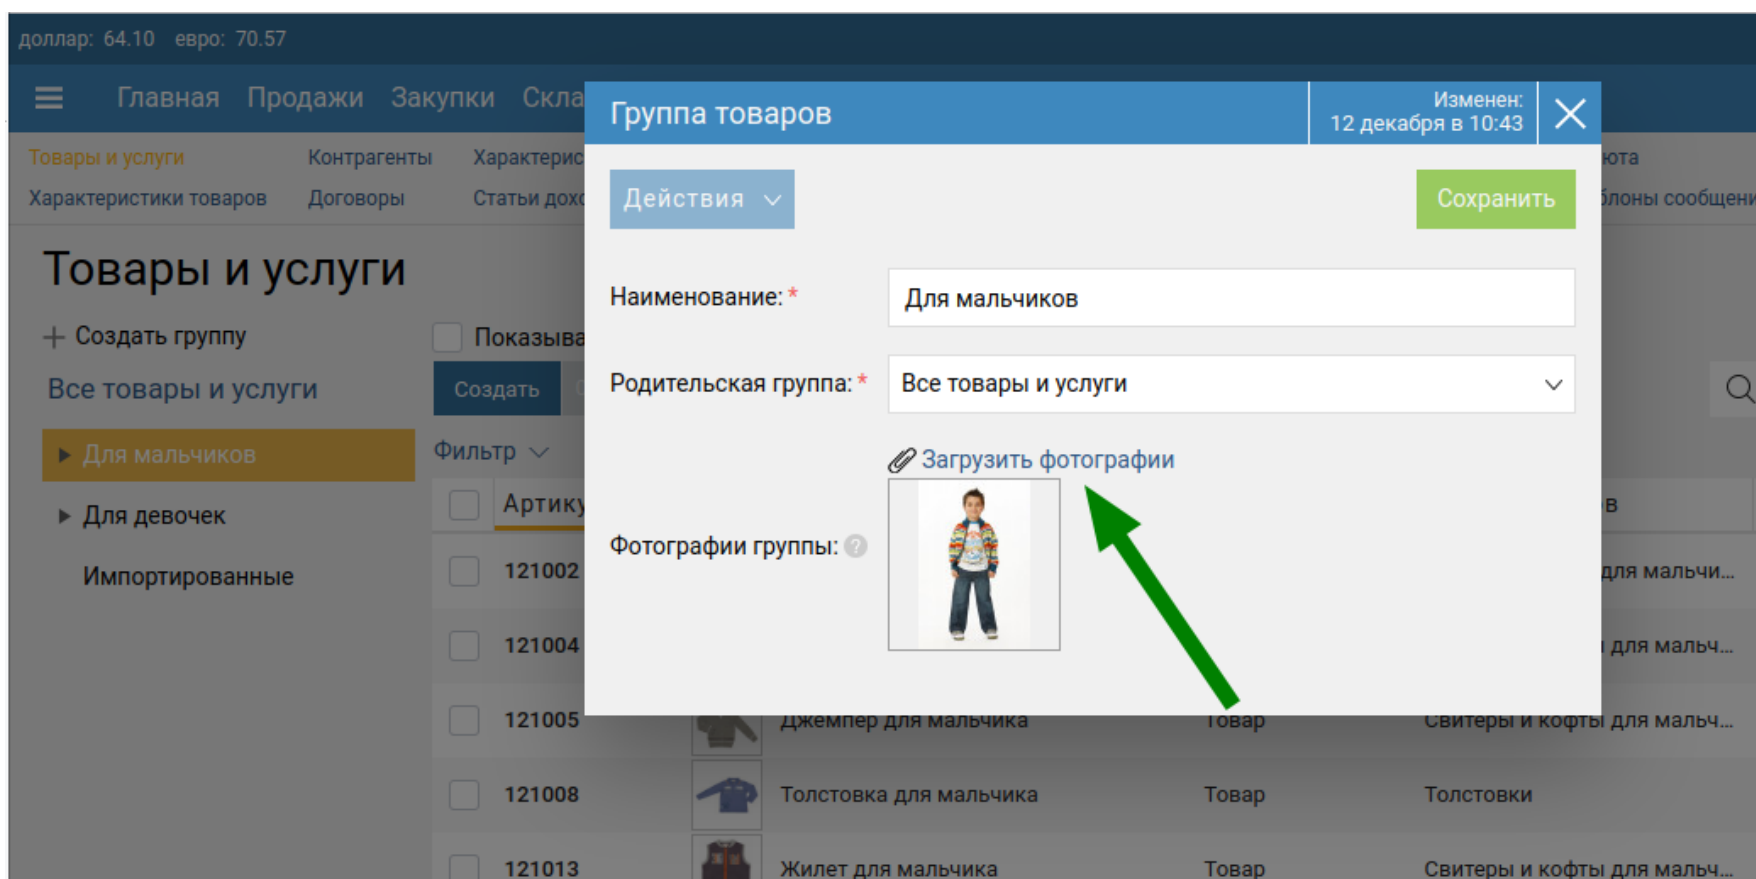 доллар: 64.10 евро: 70.57
Главная Продажи Закупки Скла
Группа товаров
Изменен:
12 декабря в 10:43
Товары и услуги Контрагенты Характерис юта
Характеристики товаров Договоры Статьи дохо блоны сообщени
Действия
Сохранить
Товары и услуги
Наименование: * Для мальчиков
+ Создать группу
Показыва
Все товары и услуги
Создать
Родительская группа: * Все товары и услуги
Для мальчиков
Фильтр
Загрузить фотографии
Для девочек
Артику
в
Фотографии группы: ?
Импортированные
121002 для мальчи...
121004 для мальч...
121005 Джемпер для мальчика Товар Свитеры и кофты для мальч...
121008 Толстовка для мальчика Товар Толстовки
121013 Жилет для мальчика Товар Свитеры и кофты для мальч...